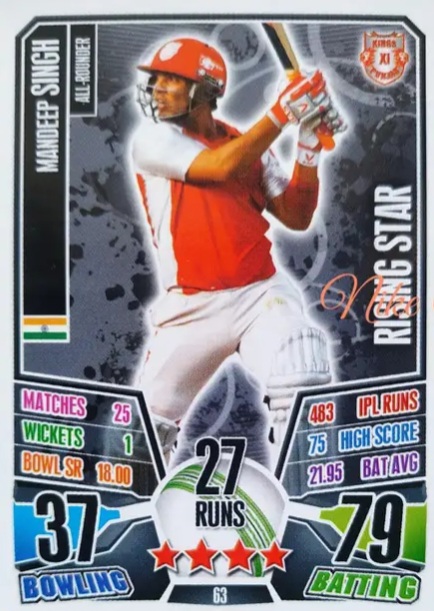 MANDEEP SINGH
ALL-ROUNDER
KINGS
XI
PUNJAB
RISING STAR
Nike
MATCHES 25
WICKETS 1
BOWL SR 18.00
483 IPL RUNS
75 HIGH SCORE
21.95 BAT AVG
27
RUNS
37
BOWLING
79
BATTING
63